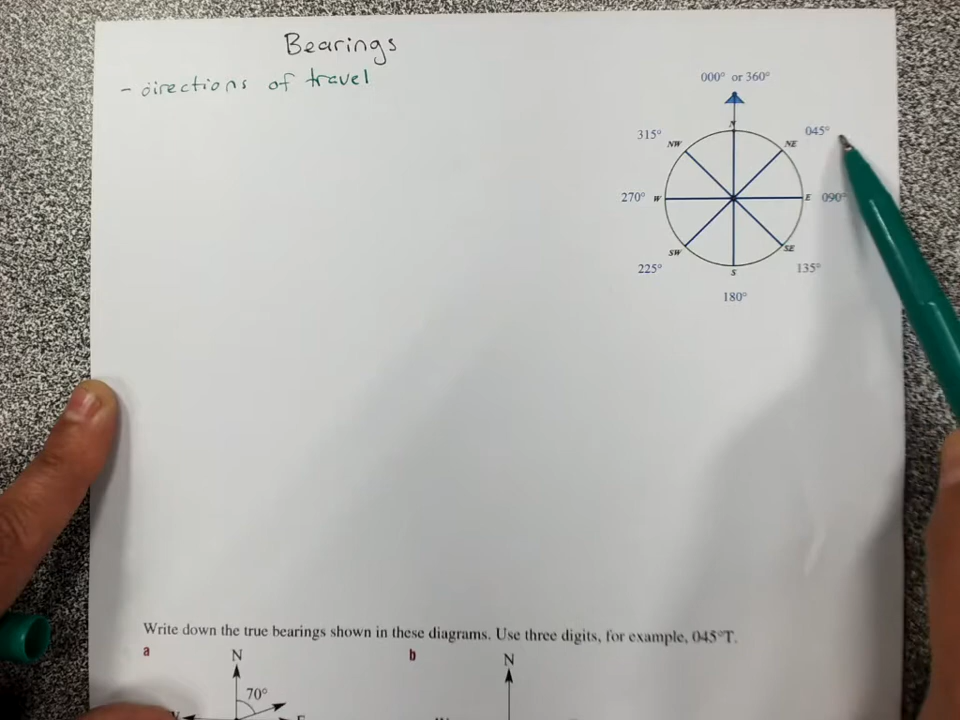 Bearings
- directions of travel
000° or 360°
N
315°
NW
NE
045°
270°
W
E
090°
SW
SE
225°
135°
S
180°
Write down the true bearings shown in these diagrams. Use three digits, for example, 045°T.
a
b
N
N
70°